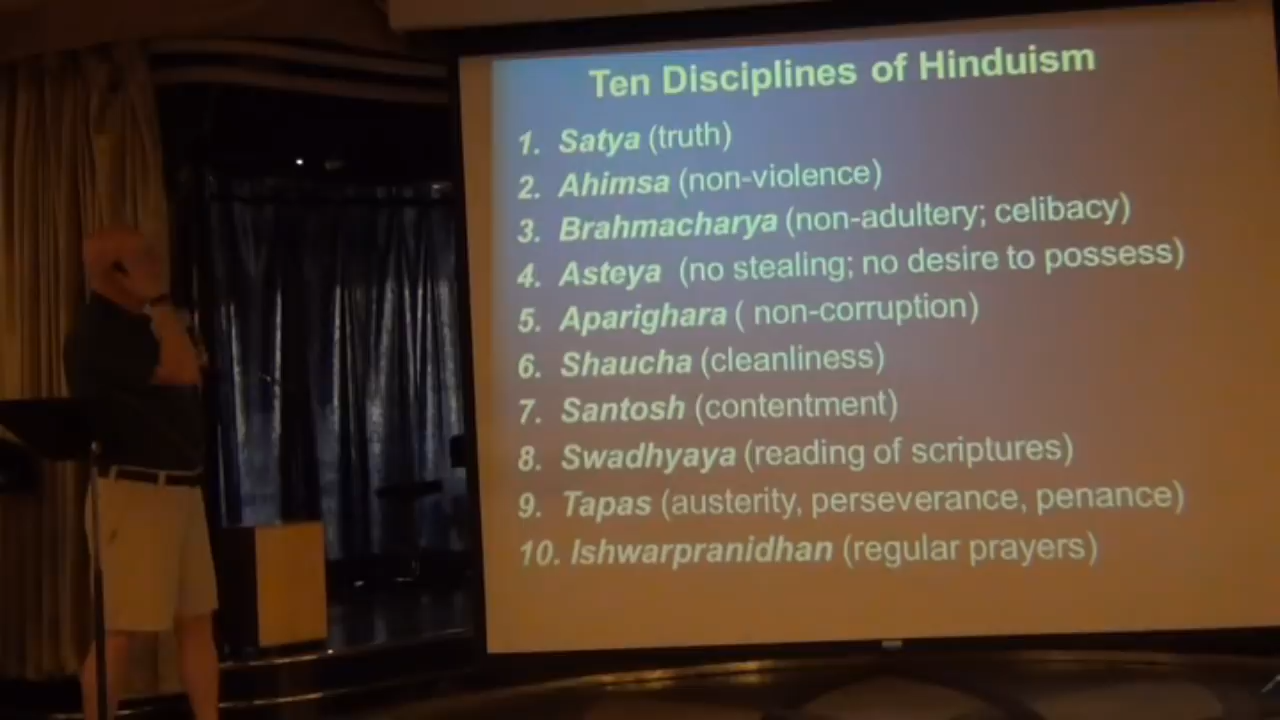 Ten Disciplines of Hinduism
1. Satya (truth)
2. Ahimsa (non-violence)
3. Brahmacharya (non-adultery; celibacy)
4. Asteya (no stealing; no desire to possess)
5. Aparighara ( non-corruption)
6. Shaucha (cleanliness)
7. Santosh (contentment)
8. Swadhyaya (reading of scriptures)
9. Tapas (austerity, perseverance, penance)
10. Ishwarpranidhan (regular prayers)